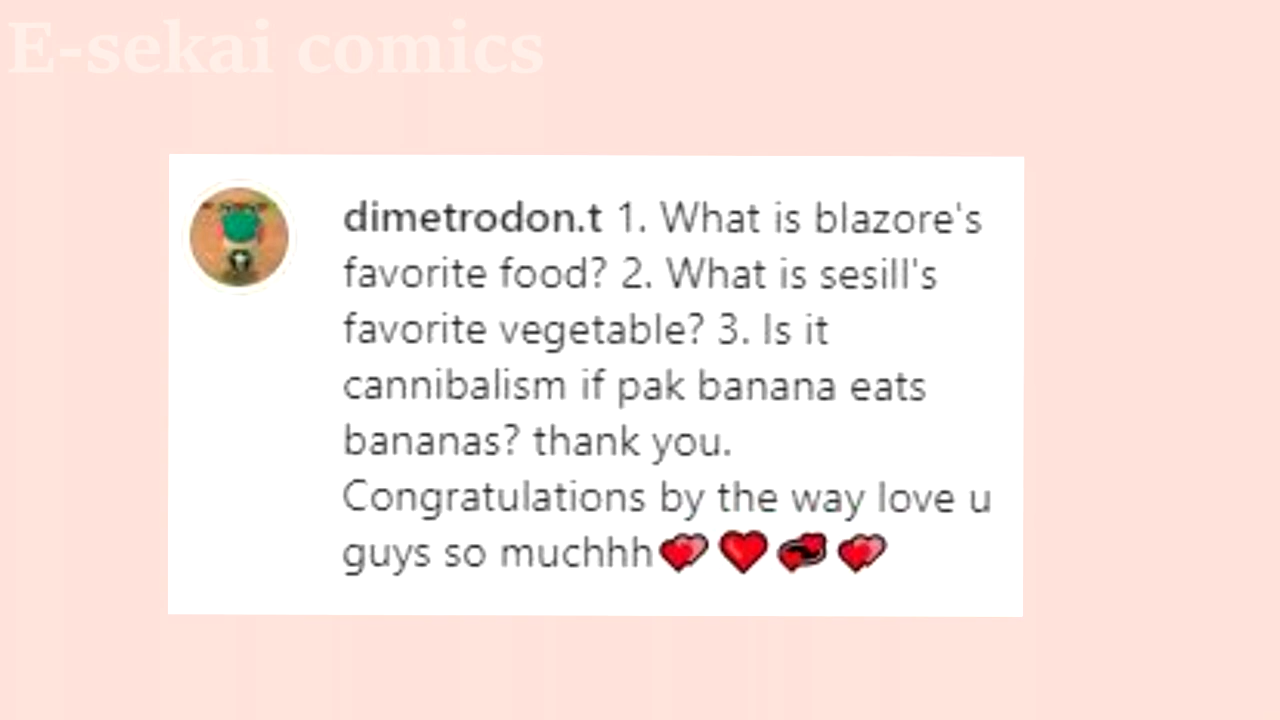 E-sekai comics
dimetrodon.t 1. What is blazore's
favorite food? 2. What is sesill's
favorite vegetable? 3. Is it
cannibalism if pak banana eats
bananas? thank you.
Congratulations by the way love u
guys so muchhh💕❤️💞💕